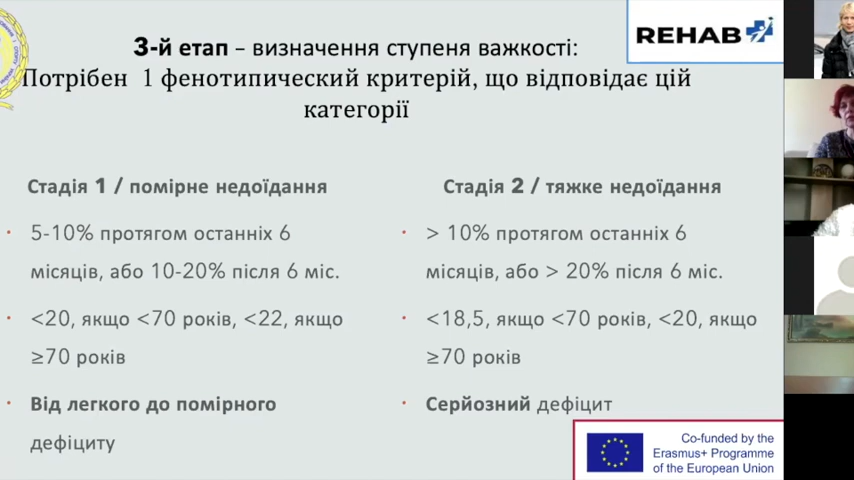 3-й етап – визначення ступеня важкості:
Потрібен 1 фенотипический критерій, що відповідає цій
категорії
REHAB
Стадія 1 / помірне недоїдання
· 5-10% протягом останніх 6
місяців, або 10-20% після 6 міс.
· <20, якщо <70 років, <22, якщо
≥70 років
· Від легкого до помірного
дефіциту
Стадія 2 / тяжке недоїдання
· > 10% протягом останніх 6
місяців, або > 20% після 6 міс.
· <18,5, якщо <70 років, <20, якщо
≥70 років
· Серйозний дефіцит
Co-funded by the
Erasmus+ Programme
of the European Union